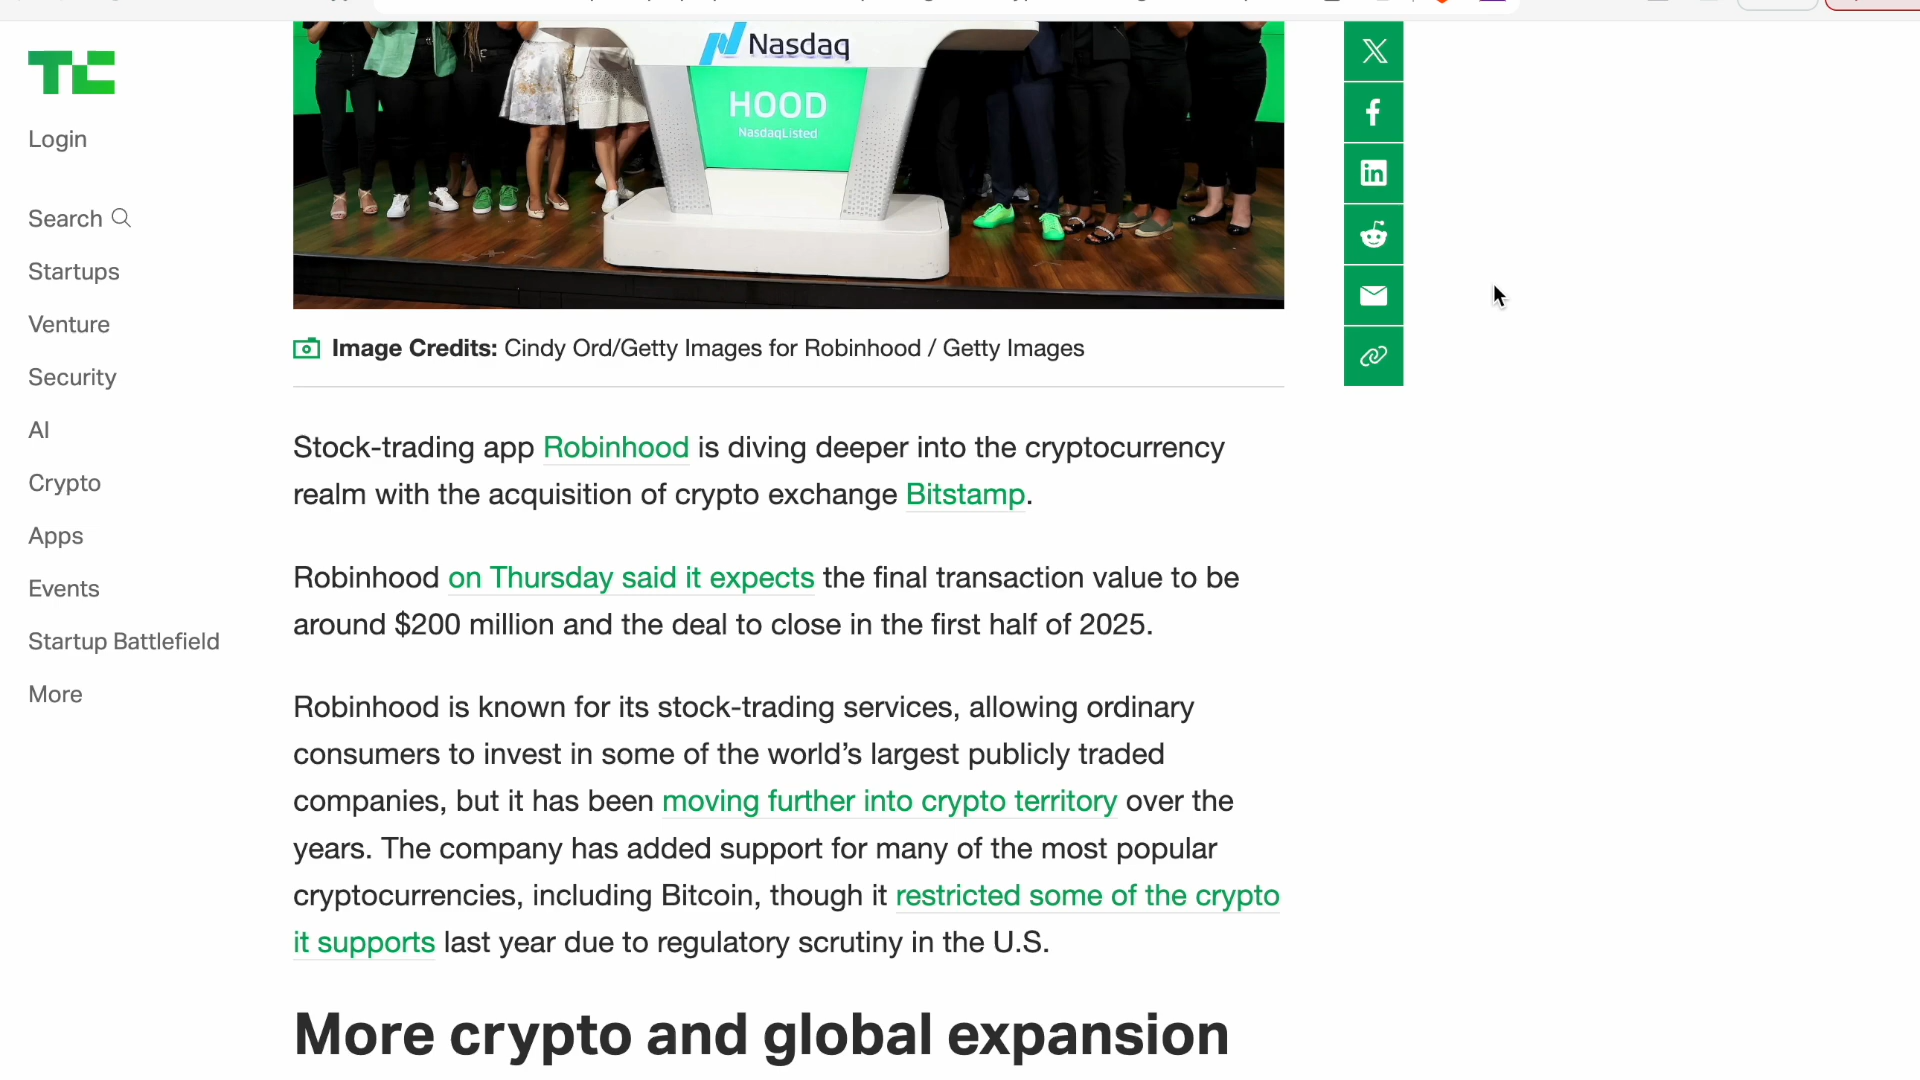 TC
Login
Search
Startups
Venture
Security
AI
Crypto
Apps
Events
Startup Battlefield
More
Nasdaq
HOOD
NasdaqListed
Image Credits: Cindy Ord/Getty Images for Robinhood / Getty Images
Stock-trading app Robinhood is diving deeper into the cryptocurrency
realm with the acquisition of crypto exchange Bitstamp.
Robinhood on Thursday said it expects the final transaction value to be
around $200 million and the deal to close in the first half of 2025.
Robinhood is known for its stock-trading services, allowing ordinary
consumers to invest in some of the world’s largest publicly traded
companies, but it has been moving further into crypto territory over the
years. The company has added support for many of the most popular
cryptocurrencies, including Bitcoin, though it restricted some of the crypto
it supports last year due to regulatory scrutiny in the U.S.
More crypto and global expansion